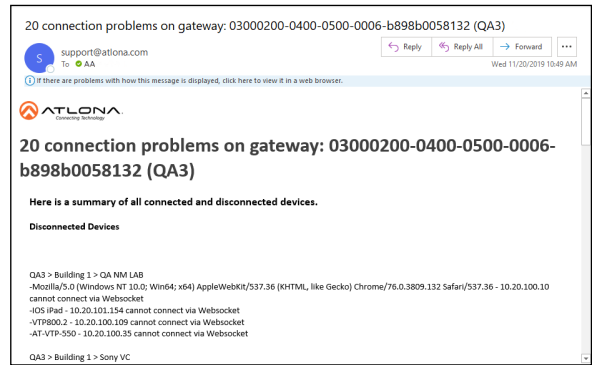 20 connection problems on gateway: 03000200-0400-0500-0006-b898b0058132 (QA3)
S
support@atlona.com
To AA
Reply
Reply All
Forward
...
Wed 11/20/2019 10:49 AM
If there are problems with how this message is displayed, click here to view it in a web browser.
ATLONA.
Connecting Technology
20 connection problems on gateway: 03000200-0400-0500-0006-
b898b0058132 (QA3)
Here is a summary of all connected and disconnected devices.
Disconnected Devices
QA3 > Building 1 > QA NM LAB
-Mozilla/5.0 (Windows NT 10.0; Win64; x64) AppleWebKit/537.36 (KHTML, like Gecko) Chrome/76.0.3809.132 Safari/537.36 - 10.20.100.10
cannot connect via Websocket
-IOS iPad - 10.20.101.154 cannot connect via Websocket
-VTP800.2 - 10.20.100.109 cannot connect via Websocket
-AT-VTP-550 - 10.20.100.35 cannot connect via Websocket
QA3 > Building 1 > Sony VC